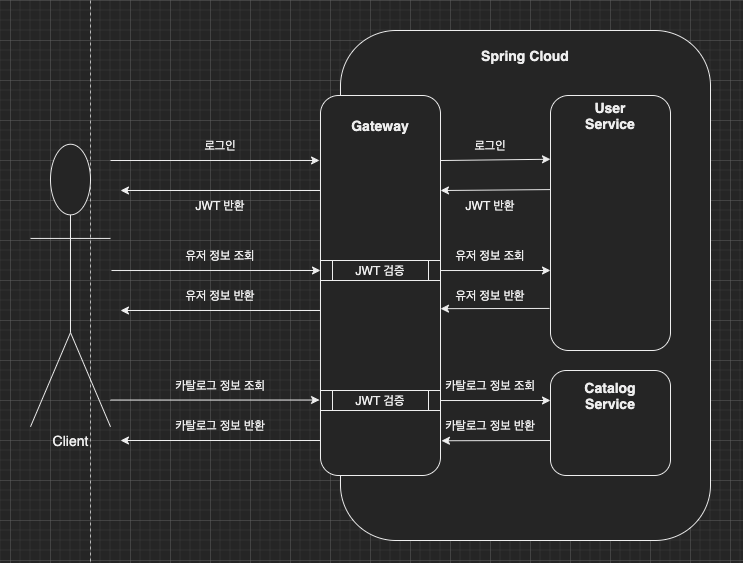 Spring Cloud
Gateway
User
Service
로그인
로그인
JWT 반환
JWT 반환
유저 정보 조회
JWT 검증
유저 정보 조회
유저 정보 반환
유저 정보 반환
카탈로그 정보 조회
JWT 검증
카탈로그 정보 조회
Catalog
Service
카탈로그 정보 반환
카탈로그 정보 반환
Client